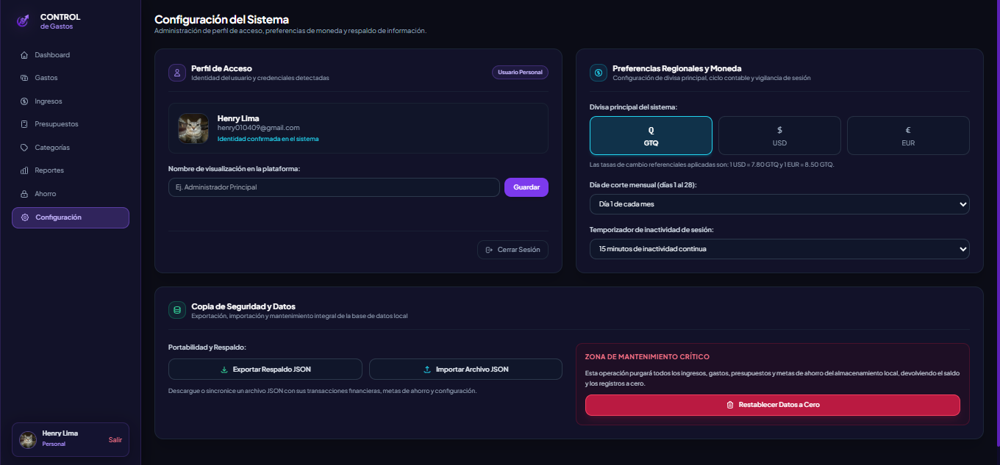 CONTROL
de Gastos
Dashboard
Gastos
Ingresos
Presupuestos
Categorías
Reportes
Ahorro
Configuración
Henry Lima
Personal
Salir
Configuración del Sistema
Administración de perfil de acceso, preferencias de moneda y respaldo de información.
Perfil de Acceso
Identidad del usuario y credenciales detectadas
Usuario Personal
Henry Lima
henry010409@gmail.com
Identidad confirmada en el sistema
Nombre de visualización en la plataforma:
Ej. Administrador Principal
Guardar
Cerrar Sesión
Preferencias Regionales y Moneda
Configuración de divisa principal, ciclo contable y vigilancia de sesión
Divisa principal del sistema:
Q
GTQ
$
USD
€
EUR
Las tasas de cambio referenciales aplicadas son: 1 USD = 7.80 GTQ y 1 EUR = 8.50 GTQ.
Día de corte mensual (días 1 al 28):
Día 1 de cada mes
Temporizador de inactividad de sesión:
15 minutos de inactividad continua
Copia de Seguridad y Datos
Exportación, importación y mantenimiento integral de la base de datos local
Portabilidad y Respaldo:
Exportar Respaldo JSON
Importar Archivo JSON
Descargue o sincronice un archivo JSON con sus transacciones financieras, metas de ahorro y configuración.
ZONA DE MANTENIMIENTO CRÍTICO
Esta operación purgará todos los ingresos, gastos, presupuestos y metas de ahorro del almacenamiento local, devolviendo el saldo
y los registros a cero.
Restablecer Datos a Cero